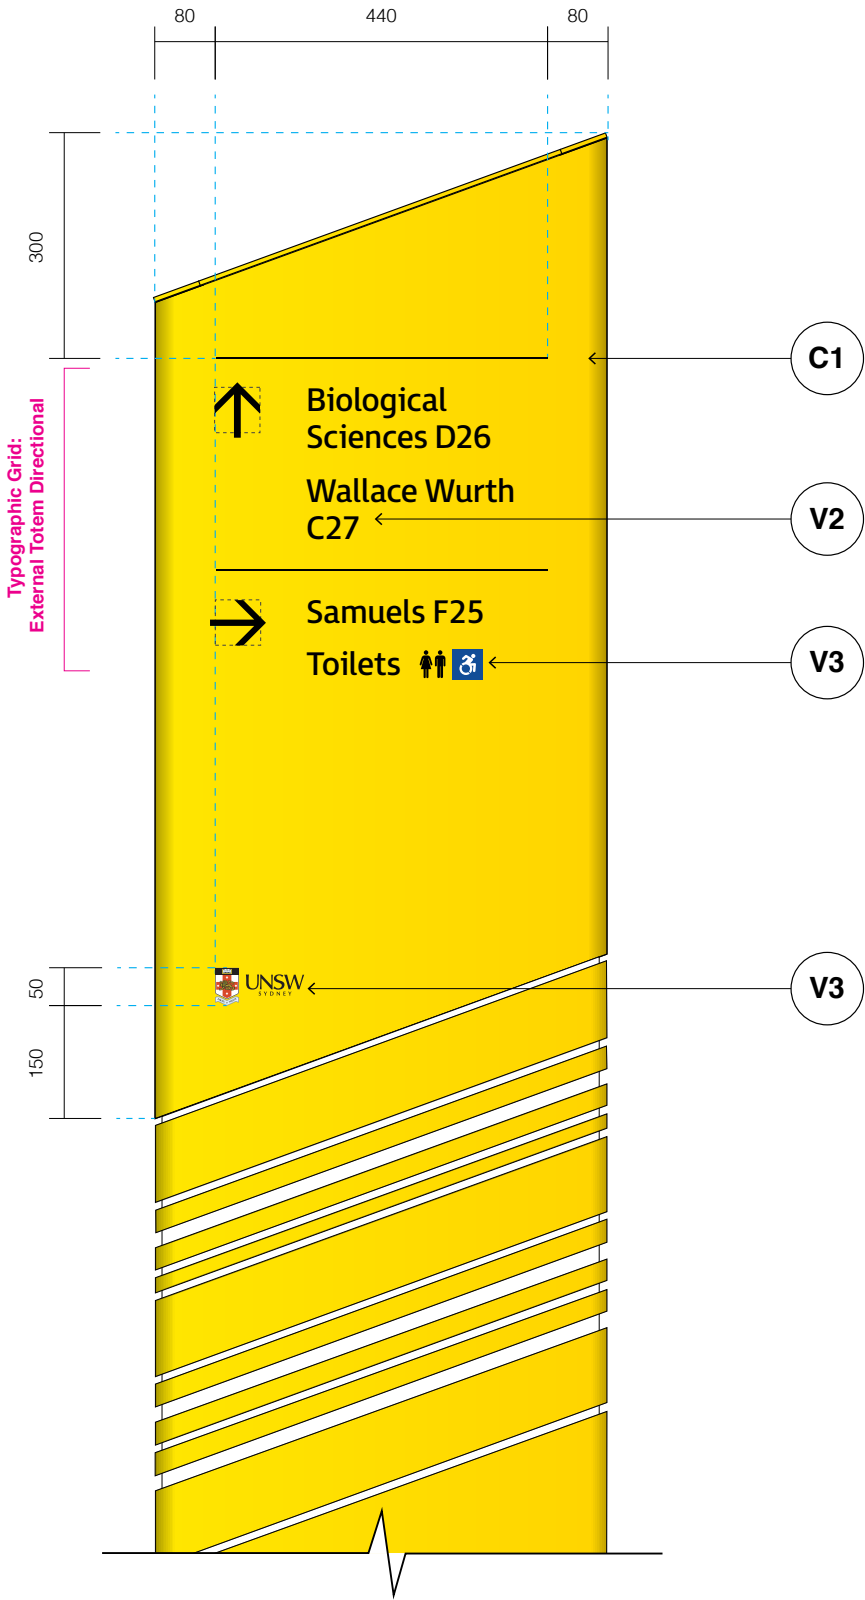 80 440 80
300
C1
Typographic Grid:
External Totem Directional
Biological
Sciences D26
Wallace Wurth
C27
V2
Samuels F25
Toilets
V3
50
UNSW
SYDNEY
V3
150